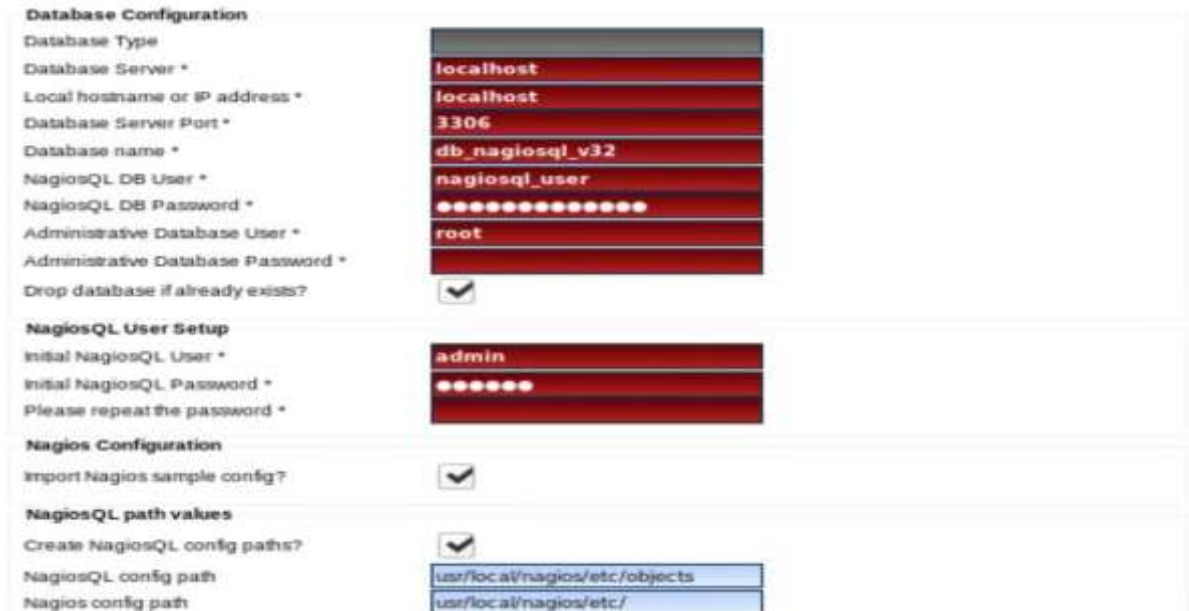 Database Configuration
Database Type
Database Server * localhost
Local hostname or IP address * localhost
Database Server Port * 3306
Database name * db_nagiosql_v32
NagiosQL DB User * nagiosql_user
NagiosQL DB Password * ●●●●●●●●●●●●●
Administrative Database User * root
Administrative Database Password *
Drop database if already exists?
NagiosQL User Setup
Initial NagiosQL User * admin
Initial NagiosQL Password * ●●●●●●
Please repeat the password *
Nagios Configuration
Import Nagios sample config?
NagiosQL path values
Create NagiosQL config paths?
NagiosQL config path usr/local/nagios/etc/objects
Nagios config path usr/local/nagios/etc/